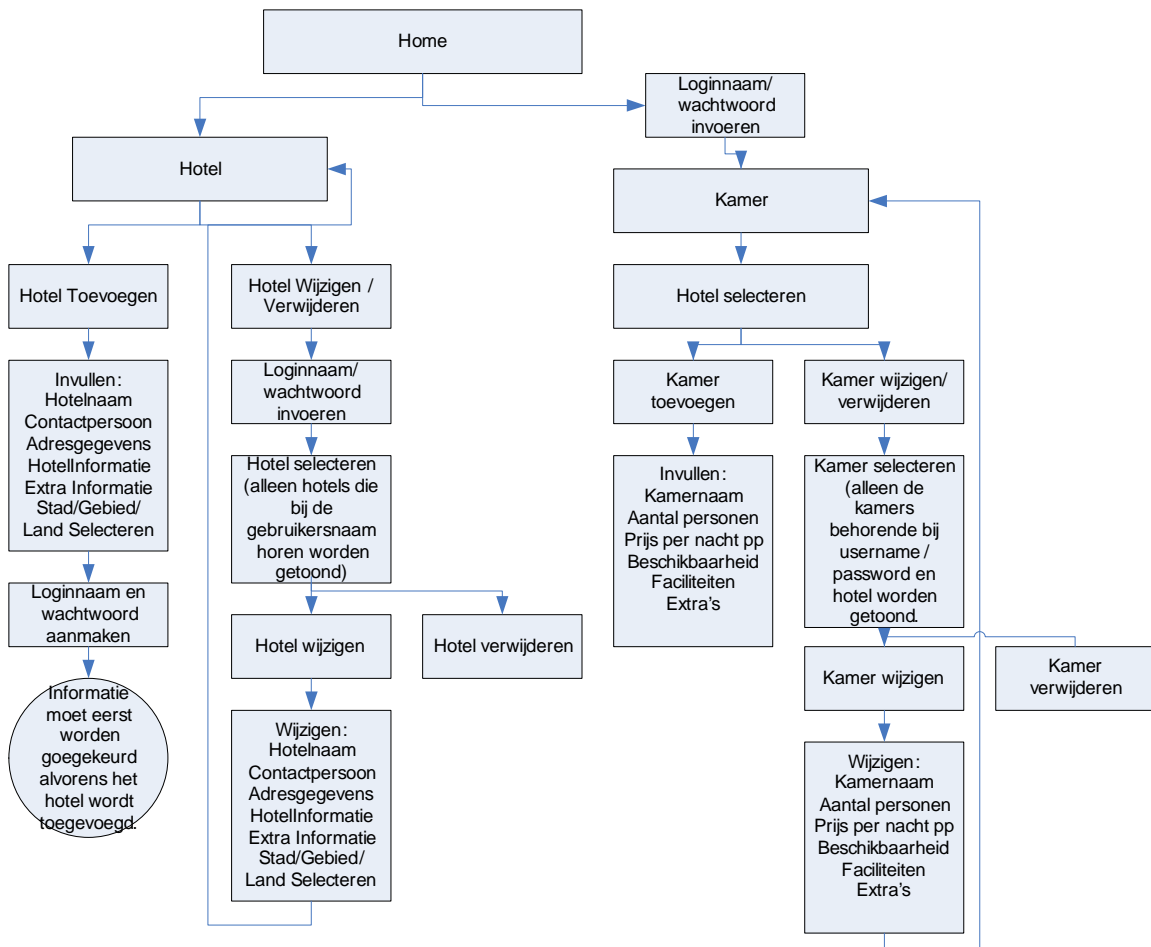 Home
Loginnaam/
wachtwoord
invoeren
Hotel
Kamer
Hotel Toevoegen
Hotel Wijzigen /
Verwijderen
Hotel selecteren
Invullen:
Hotelnaam
Contactpersoon
Adresgegevens
HotelInformatie
Extra Informatie
Stad/Gebied/
Land Selecteren
Loginnaam/
wachtwoord
invoeren
Kamer
toevoegen
Kamer wijzigen/
verwijderen
Hotel selecteren
(alleen hotels die
bij de
gebruikersnaam
horen worden
getoond)
Invullen:
Kamernaam
Aantal personen
Prijs per nacht pp
Beschikbaarheid
Faciliteiten
Extra's
Kamer selecteren
(alleen de
kamers
behorende bij
username /
password en
hotel worden
getoond.
Loginnaam en
wachtwoord
aanmaken
Hotel wijzigen
Hotel verwijderen
Kamer wijzigen
Kamer
verwijderen
Informatie
moet eerst
worden
goegekeurd
alvorens het
hotel wordt
toegevoegd.
Wijzigen:
Hotelnaam
Contactpersoon
Adresgegevens
HotelInformatie
Extra Informatie
Stad/Gebied/
Land Selecteren
Wijzigen:
Kamernaam
Aantal personen
Prijs per nacht pp
Beschikbaarheid
Faciliteiten
Extra's